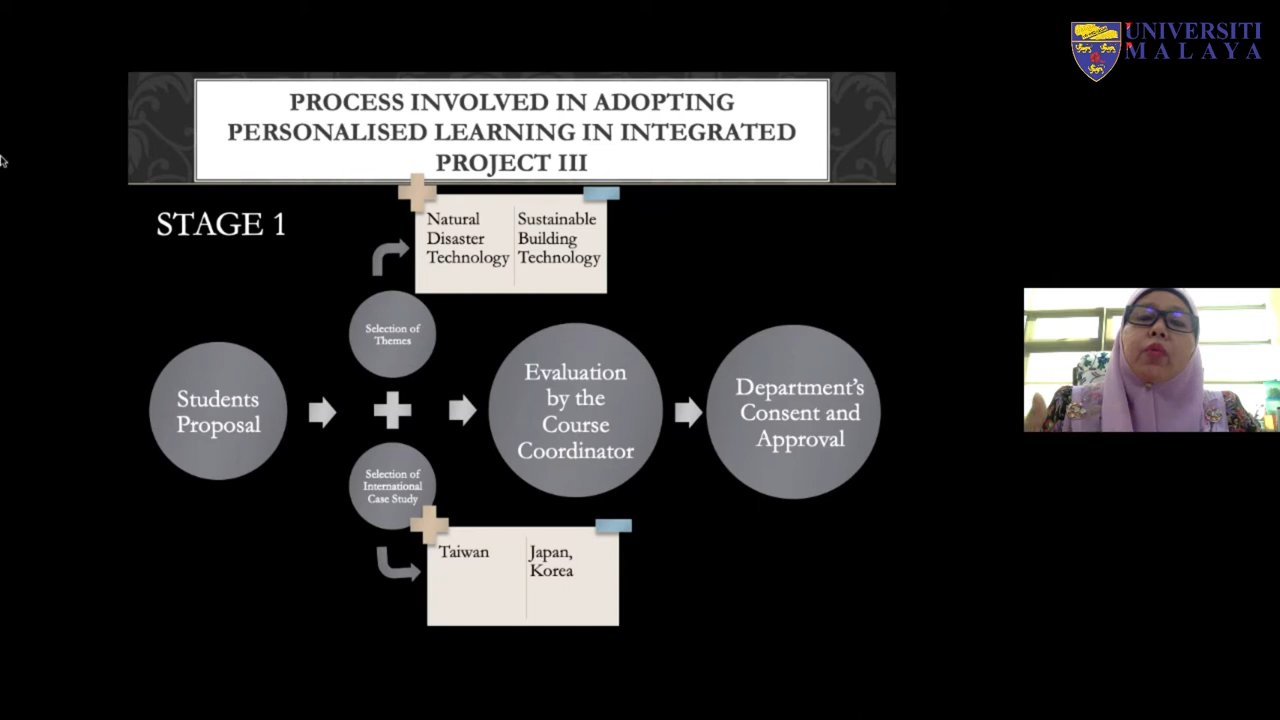 UNIVERSITI
MALAYA
PROCESS INVOLVED IN ADOPTING
PERSONALISED LEARNING IN INTEGRATED
PROJECT III
STAGE 1
Natural
Disaster
Technology
Sustainable
Building
Technology
Selection of
Themes
Students
Proposal
Selection of
International
Case Study
Taiwan
Japan,
Korea
Evaluation
by the
Course
Coordinator
Department's
Consent and
Approval